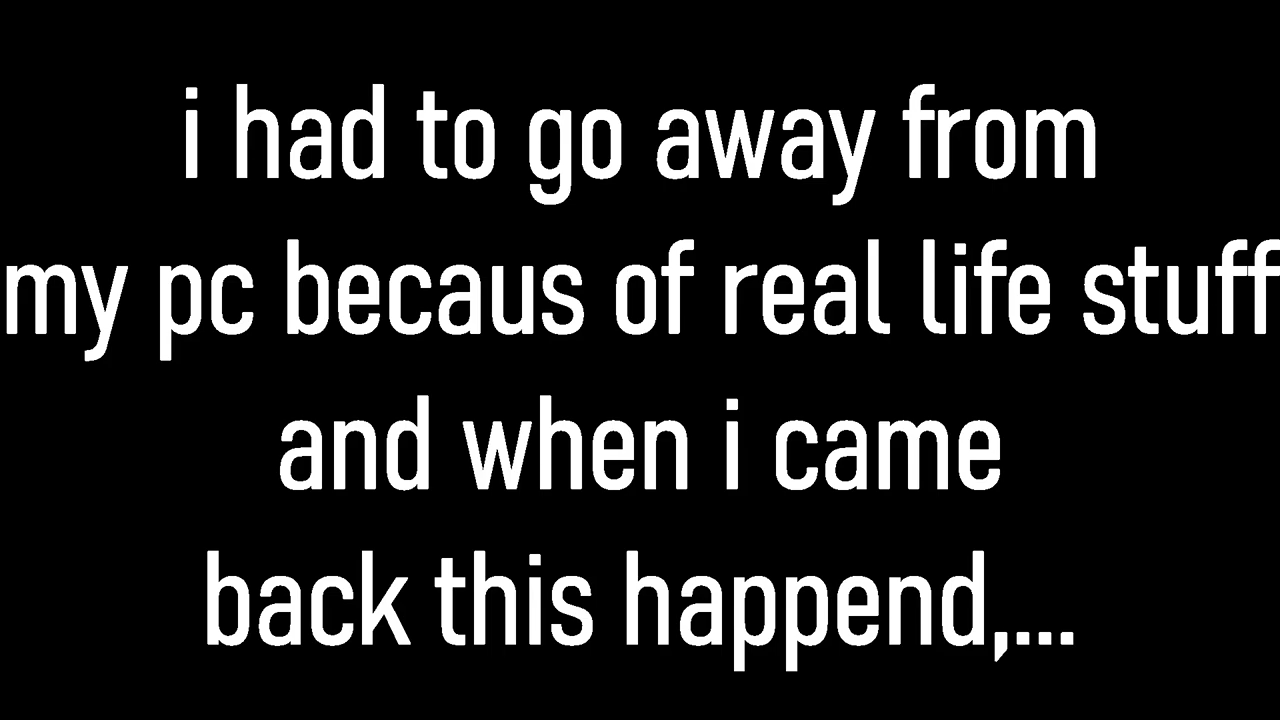 i had to go away from
my pc becaus of real life stuff
and when i came
back this happend,...